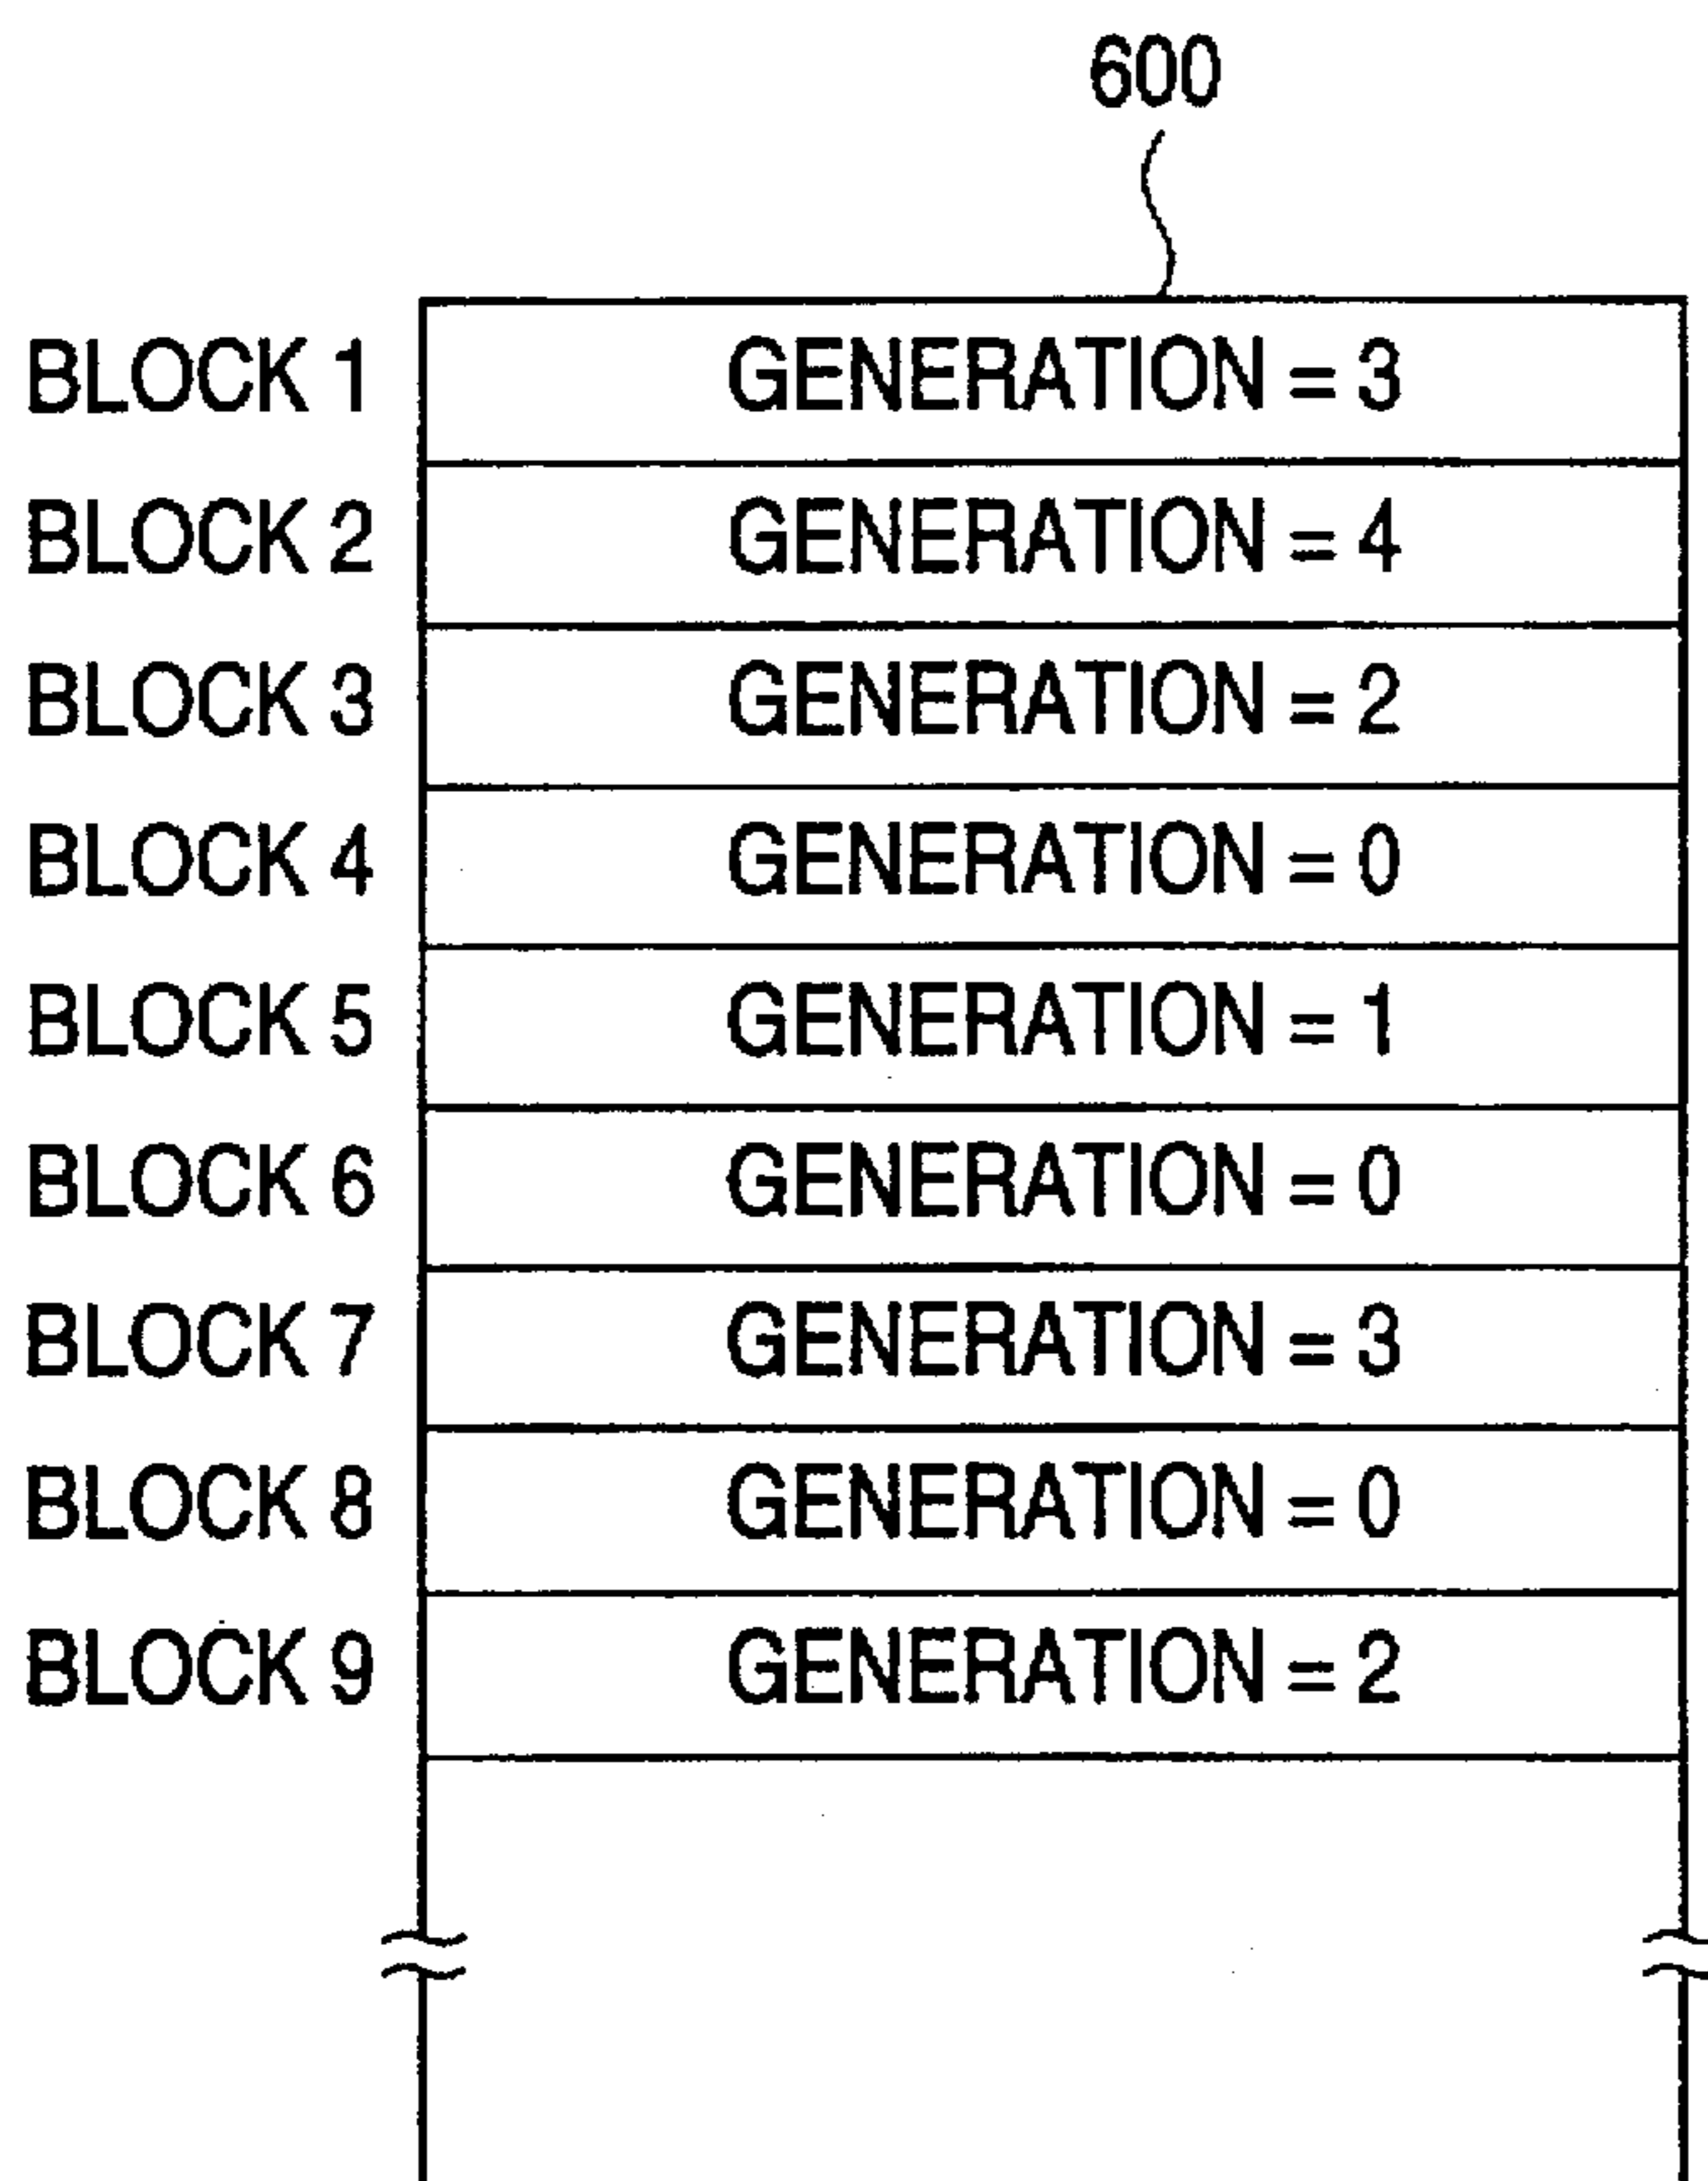 600
BLOCK 1 GENERATION = 3
BLOCK 2 GENERATION = 4
BLOCK 3 GENERATION = 2
BLOCK 4 GENERATION = 0
BLOCK 5 GENERATION = 1
BLOCK 6 GENERATION = 0
BLOCK 7 GENERATION = 3
BLOCK 8 GENERATION = 0
BLOCK 9 GENERATION = 2